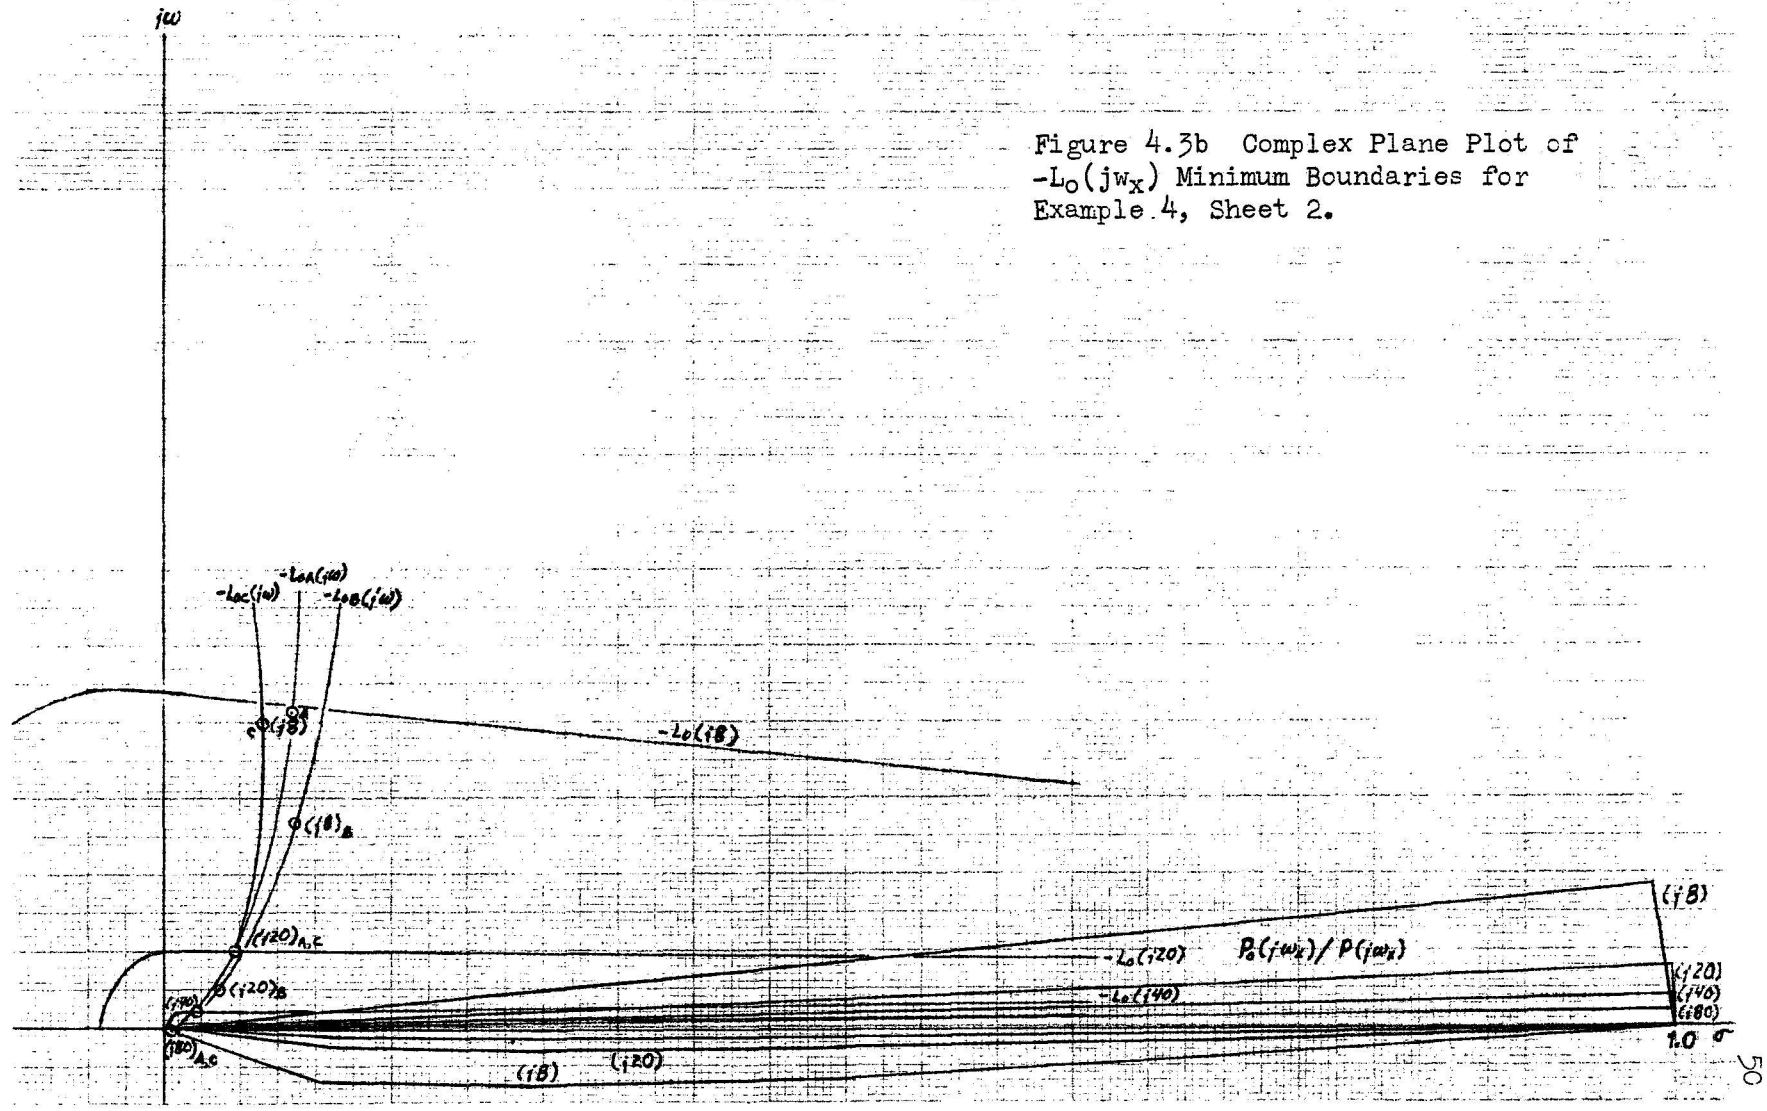 jω
Figure 4.3b Complex Plane Plot of
-Lo(jwx) Minimum Boundaries for
Example 4, Sheet 2.
-LoA(jω)
-LoC(jω)
-LoB(jω)
A
C (j8)
-Lo(j8)
(j8)B
(j8)
(j20)A,C
-Lo(j20)
Po(jωx)/P(jωx)
(j20)
(j20)B
-Lo(j40)
(j40)
(j40)
(j80)
1.0 σ
(j80)A,C
(j20)
(j8)
50